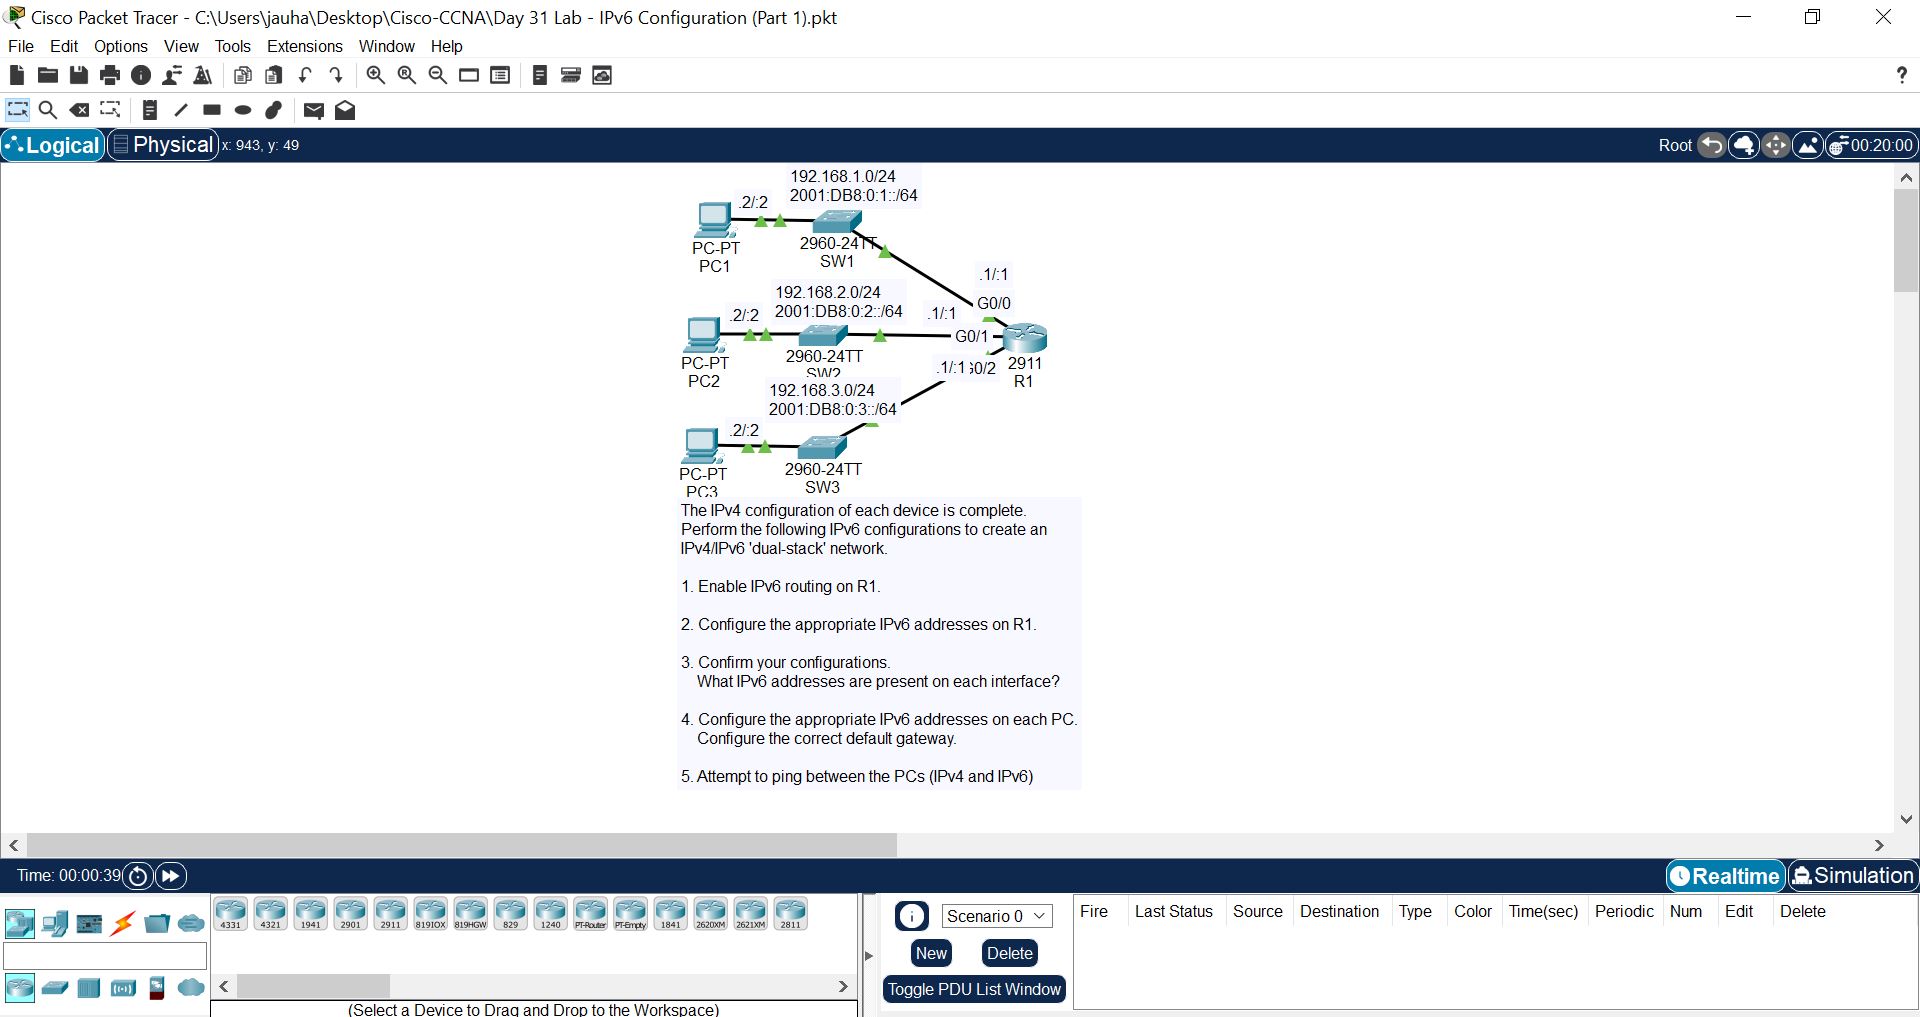 Cisco Packet Tracer - C:\Users\jauha\Desktop\Cisco-CCNA\Day 31 Lab - IPv6 Configuration (Part 1).pkt
File Edit Options View Tools Extensions Window Help
?
Logical Physical x: 943, y: 49 Root 00:20:00
192.168.1.0/24
2001:DB8:0:1::/64
.2/:2
PC-PT
PC1
2960-24TT
SW1
.1/:1
G0/0
192.168.2.0/24
2001:DB8:0:2::/64
.2/:2
.1/:1
G0/1
PC-PT
PC2
2960-24TT
SW2
.1/:1
G0/2
2911
R1
192.168.3.0/24
2001:DB8:0:3::/64
.2/:2
PC-PT
PC3
2960-24TT
SW3
The IPv4 configuration of each device is complete.
Perform the following IPv6 configurations to create an
IPv4/IPv6 'dual-stack' network.
1. Enable IPv6 routing on R1.
2. Configure the appropriate IPv6 addresses on R1.
3. Confirm your configurations.
What IPv6 addresses are present on each interface?
4. Configure the appropriate IPv6 addresses on each PC.
Configure the correct default gateway.
5. Attempt to ping between the PCs (IPv4 and IPv6)
Time: 00:00:39 Realtime Simulation
4331 4321 1941 2901 2911 819IOX 819HGW 829 1240 PT-Router PT-Empty 1841 2620XM 2621XM 2811
(Select a Device to Drag and Drop to the Workspace)
Scenario 0
New Delete
Toggle PDU List Window
Fire Last Status Source Destination Type Color Time(sec) Periodic Num Edit Delete